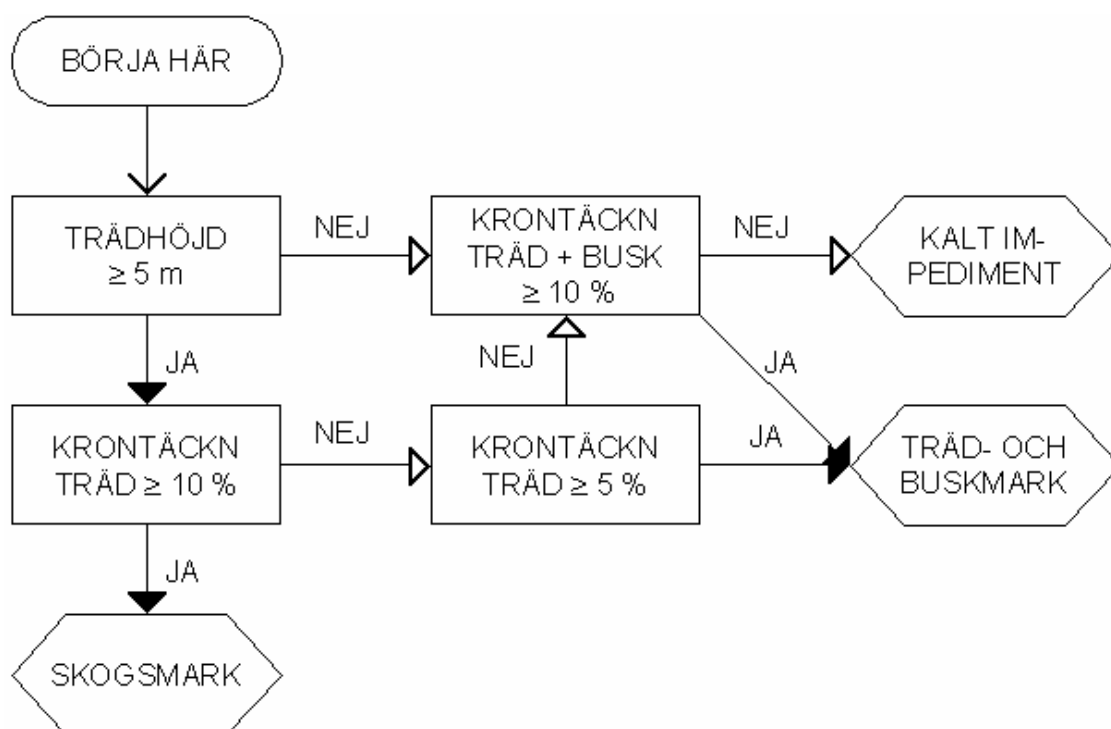 BÖRJA HÄR
TRÄDHÖJD
≥ 5 m
NEJ
KRONTÄCKN
TRÄD + BUSK
≥ 10 %
NEJ
KALT IM-
PEDIMENT
JA
NEJ
JA
KRONTÄCKN
TRÄD ≥ 10 %
NEJ
KRONTÄCKN
TRÄD ≥ 5 %
JA
TRÄD- OCH
BUSKMARK
JA
SKOGSMARK